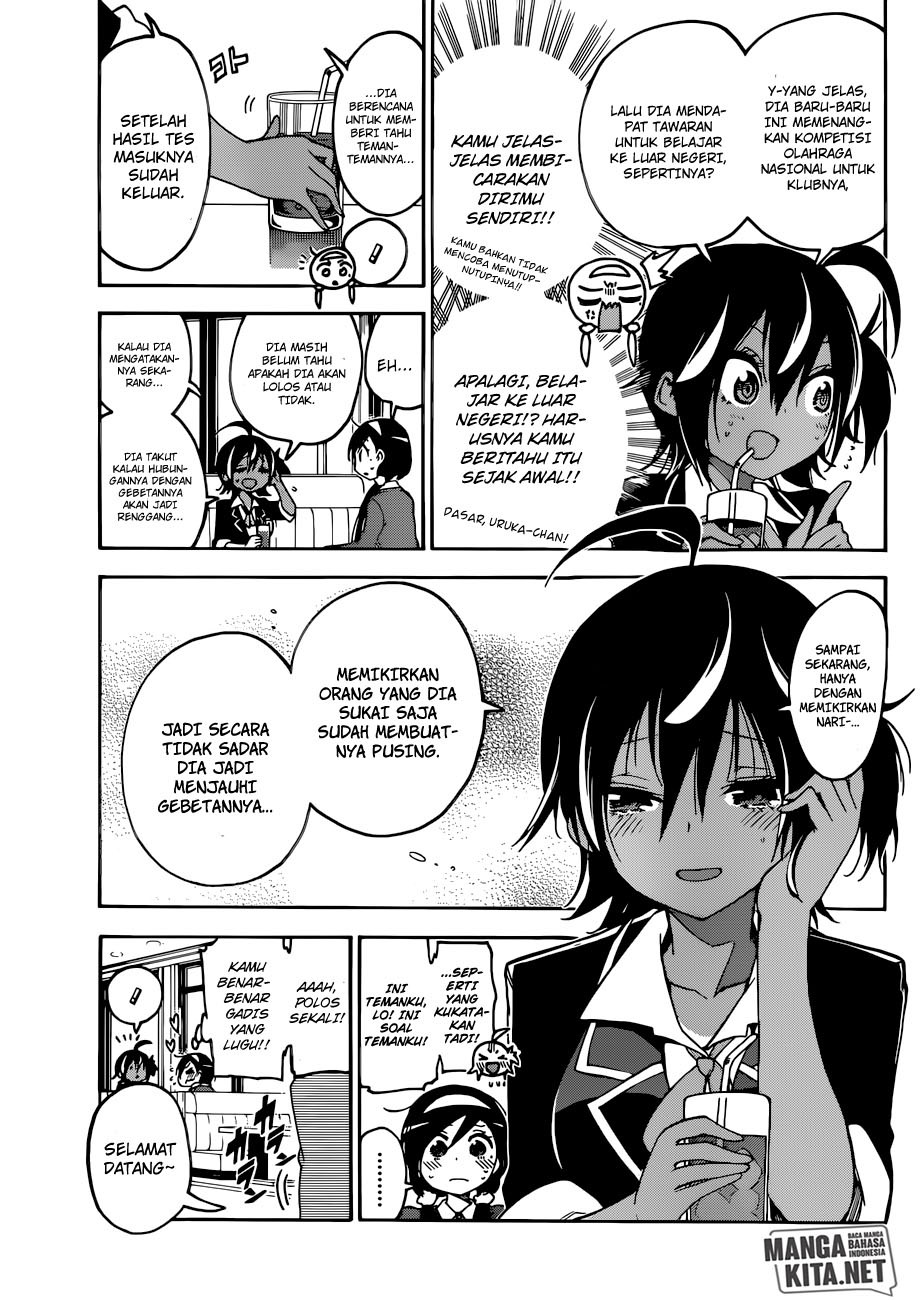 Y-YANG JELAS,
DIA BARU-BARU
INI MEMENANG-
KAN KOMPETISI
OLAHRAGA
NASIONAL UNTUK
KLUBNYA,
LALU DIA MENDA-
PAT TAWARAN
UNTUK BELAJAR
KE LUAR NEGERI,
SEPERTINYA?
KAMU JELAS-
JELAS MEMBI-
CARAKAN
DIRIMU
SENDIRI!!
KAMU BAHKAN TIDAK
MENCOBA MENUTUP-
NUTUPINYA!!
APALAGI, BELA-
JAR KE LUAR
NEGERI!? HAR-
USNYA KAMU
BERITAHU ITU
SEJAK AWAL!!
DASAR, URUKA-CHAN!
...DIA
BERENCANA
UNTUK MEM-
BERI TAHU
TEMAN-
TEMANNYA...
ヨト
SETELAH
HASIL TES
MASUKNYA
SUDAH
KELUAR.
!
EH...
DIA MASIH
BELUM TAHU
APAKAH DIA AKAN
LOLOS ATAU
TIDAK.
KALAU DIA
MENGATAKAN-
NYA SEKA-
RANG...
DIA TAKUT
KALAU HUBUN-
GANNYA DENGAN
GEBETANNYA
AKAN JADI
RENGGANG...
SAMPAI
SEKARANG,
HANYA
DENGAN
MEMIKIRKAN
NARI-...
MEMIKIRKAN
ORANG YANG DIA
SUKAI SAJA
SUDAH MEMBUAT-
NYA PUSING.
JADI SECARA
TIDAK SADAR
DIA JADI
MENJAUHI
GEBETANNYA...
...SEP-
ERTI
YANG
KUKATA-
KAN
TADI!
INI
TEMANKU,
LO! INI
SOAL
TEMANKU!
.........
AAAH,
POLOS
SEKALI!
KAMU
BENAR-
BENAR
GADIS
YANG
LUGU!!
!
SELAMAT
DATANG~
MANGA
KITA.NET
BACA MANGA
BAHASA
INDONESIA